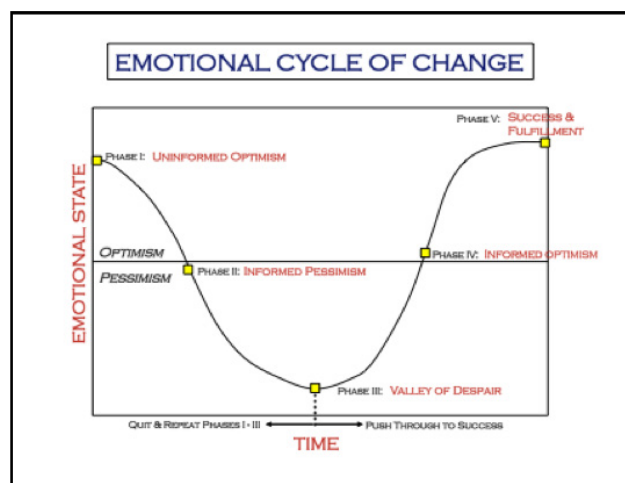 EMOTIONAL CYCLE OF CHANGE
PHASE V: SUCCESS &
FULFILLMENT
PHASE I: UNINFORMED OPTIMISM
EMOTIONAL STATE
OPTIMISM
PHASE IV: INFORMED OPTIMISM
PESSIMISM
PHASE II: INFORMED PESSIMISM
PHASE III: VALLEY OF DESPAIR
QUIT & REPEAT PHASES I - III
PUSH THROUGH TO SUCCESS
TIME